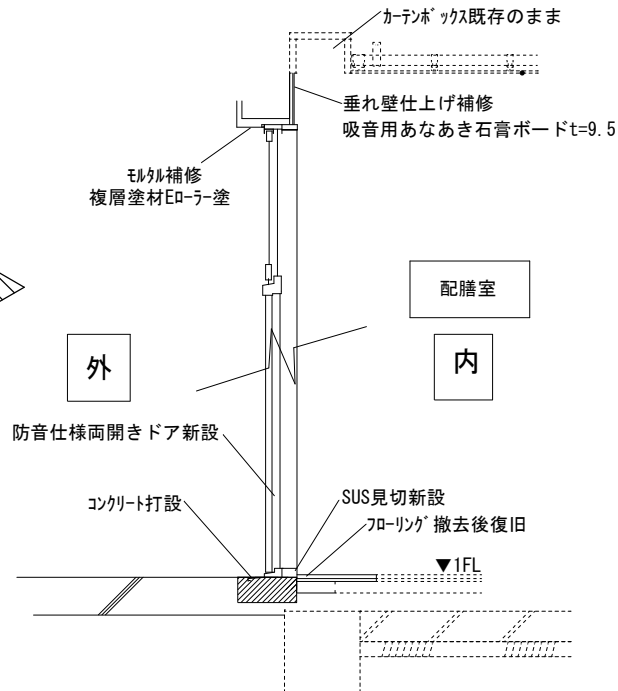 カーテンボックス既存のまま
垂れ壁仕上げ補修
吸音用あなあき石膏ボードt=9.5
モルタル補修
複層塗材Eローラー塗
配膳室
外
内
防音仕様両開きドア新設
コンクリート打設
SUS見切新設
フローリング撤去後復旧
▼1FL